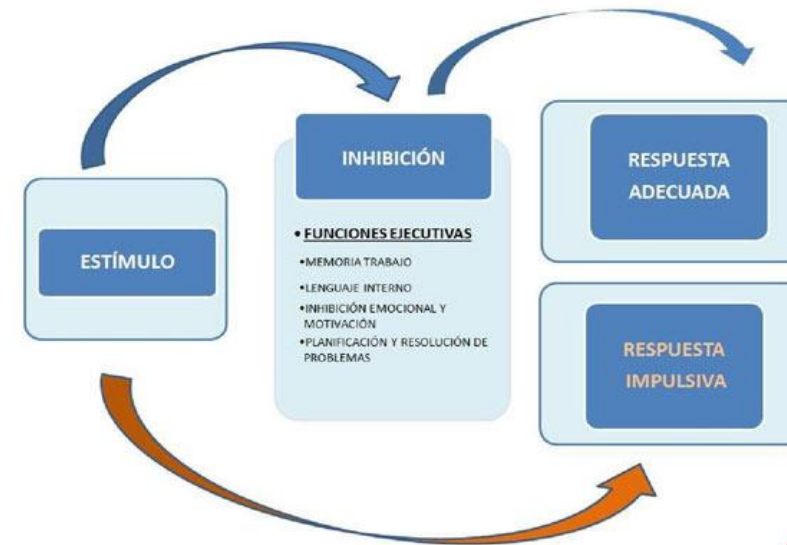 ESTÍMULO
INHIBICIÓN
• FUNCIONES EJECUTIVAS
•MEMORIA TRABAJO
•LENGUAJE INTERNO
•INHIBICIÓN EMOCIONAL Y
MOTIVACIÓN
•PLANIFICACIÓN Y RESOLUCIÓN DE
PROBLEMAS
RESPUESTA
ADECUADA
RESPUESTA
IMPULSIVA